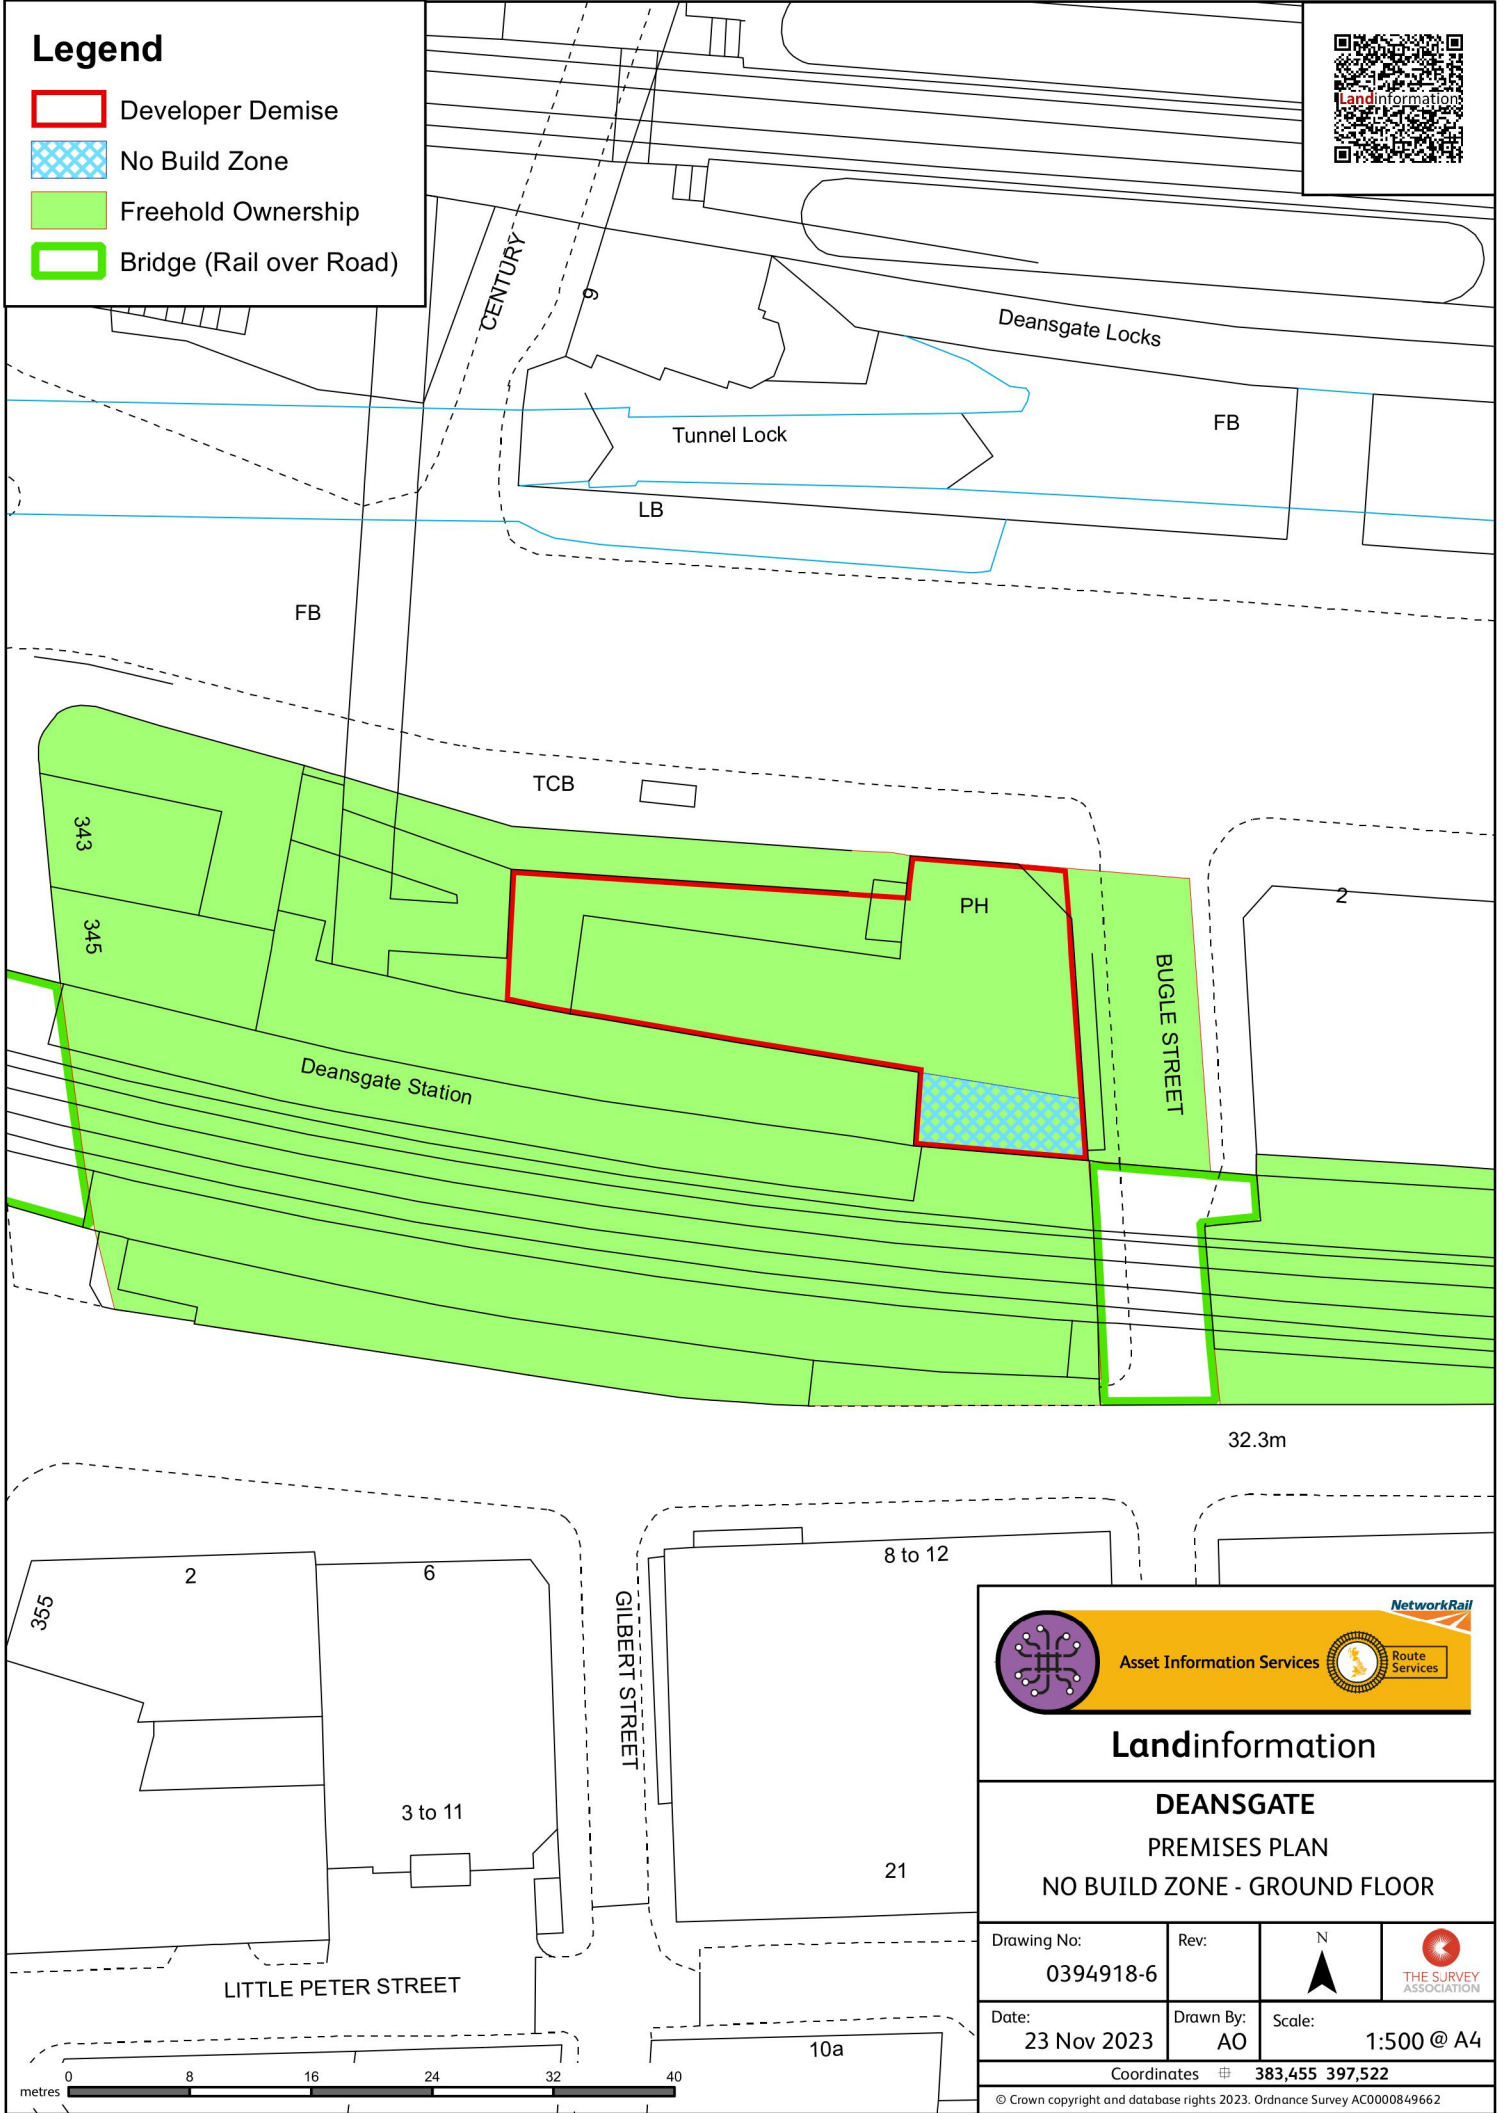 Legend
Developer Demise
No Build Zone
Freehold Ownership
Bridge (Rail over Road)
Landinformation
CENTURY
9
Deansgate Locks
Tunnel Lock
FB
LB
FB
TCB
343
345
PH
2
BUGLE STREET
Deansgate Station
32.3m
355
2
6
8 to 12
GILBERT STREET
3 to 11
21
LITTLE PETER STREET
10a
metres 0 8 16 24 32 40
NetworkRail
Asset Information Services
Route
Services
Landinformation
DEANSGATE
PREMISES PLAN
NO BUILD ZONE - GROUND FLOOR
Drawing No:
0394918-6
Rev:
N
THE SURVEY
ASSOCIATION
Date:
23 Nov 2023
Drawn By:
AO
Scale:
1:500 @ A4
Coordinates 383,455 397,522
© Crown copyright and database rights 2023. Ordnance Survey AC0000849662